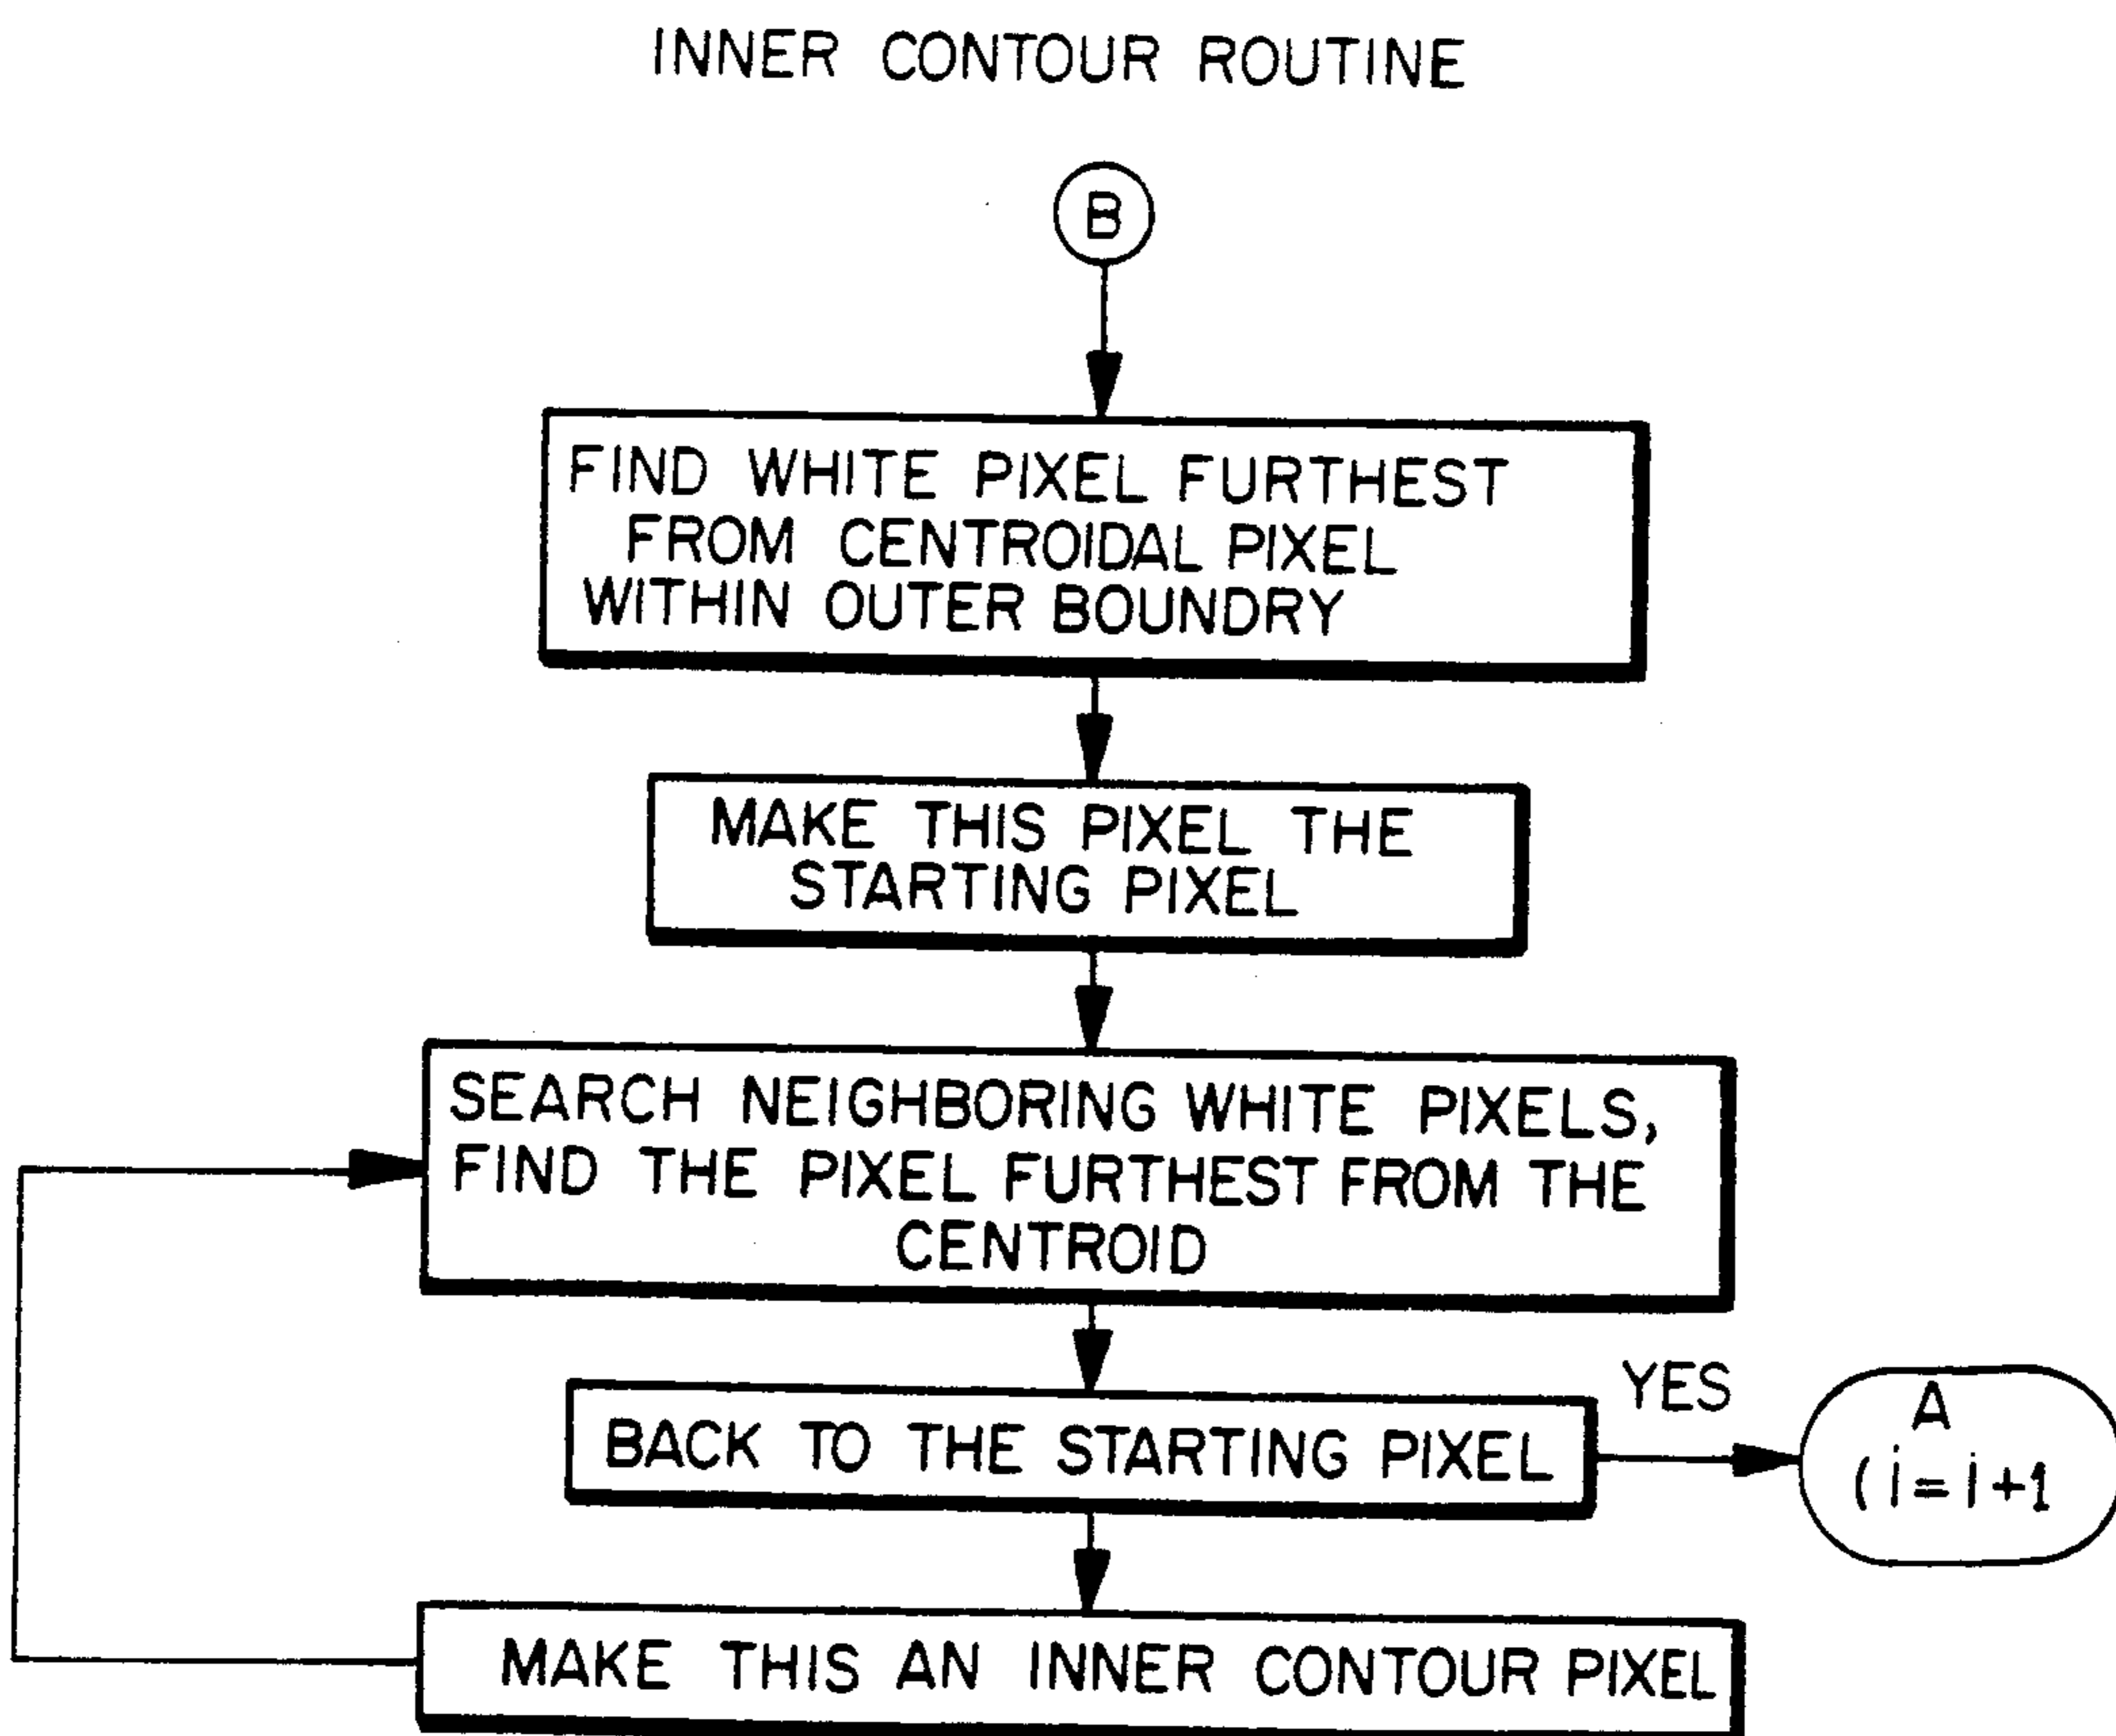 INNER CONTOUR ROUTINE
B
FIND WHITE PIXEL FURTHEST
FROM CENTROIDAL PIXEL
WITHIN OUTER BOUNDRY
MAKE THIS PIXEL THE
STARTING PIXEL
SEARCH NEIGHBORING WHITE PIXELS,
FIND THE PIXEL FURTHEST FROM THE
CENTROID
BACK TO THE STARTING PIXEL
YES
A
( i = i +1
MAKE THIS AN INNER CONTOUR PIXEL